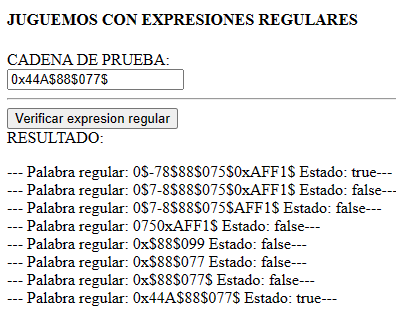 JUGUEMOS CON EXPRESIONES REGULARES
CADENA DE PRUEBA:
0x44A$88$077$
Verificar expresion regular
RESULTADO:
--- Palabra regular: 0$-78$88$075$0xAFF1$ Estado: true---
--- Palabra regular: 0$7-8$88$075$0xAFF1$ Estado: false---
--- Palabra regular: 0$7-8$88$075$AFF1$ Estado: false---
--- Palabra regular: 0750xAFF1$ Estado: false---
--- Palabra regular: 0x$88$099 Estado: false---
--- Palabra regular: 0x$88$077 Estado: false---
--- Palabra regular: 0x$88$077$ Estado: false---
--- Palabra regular: 0x44A$88$077$ Estado: true---